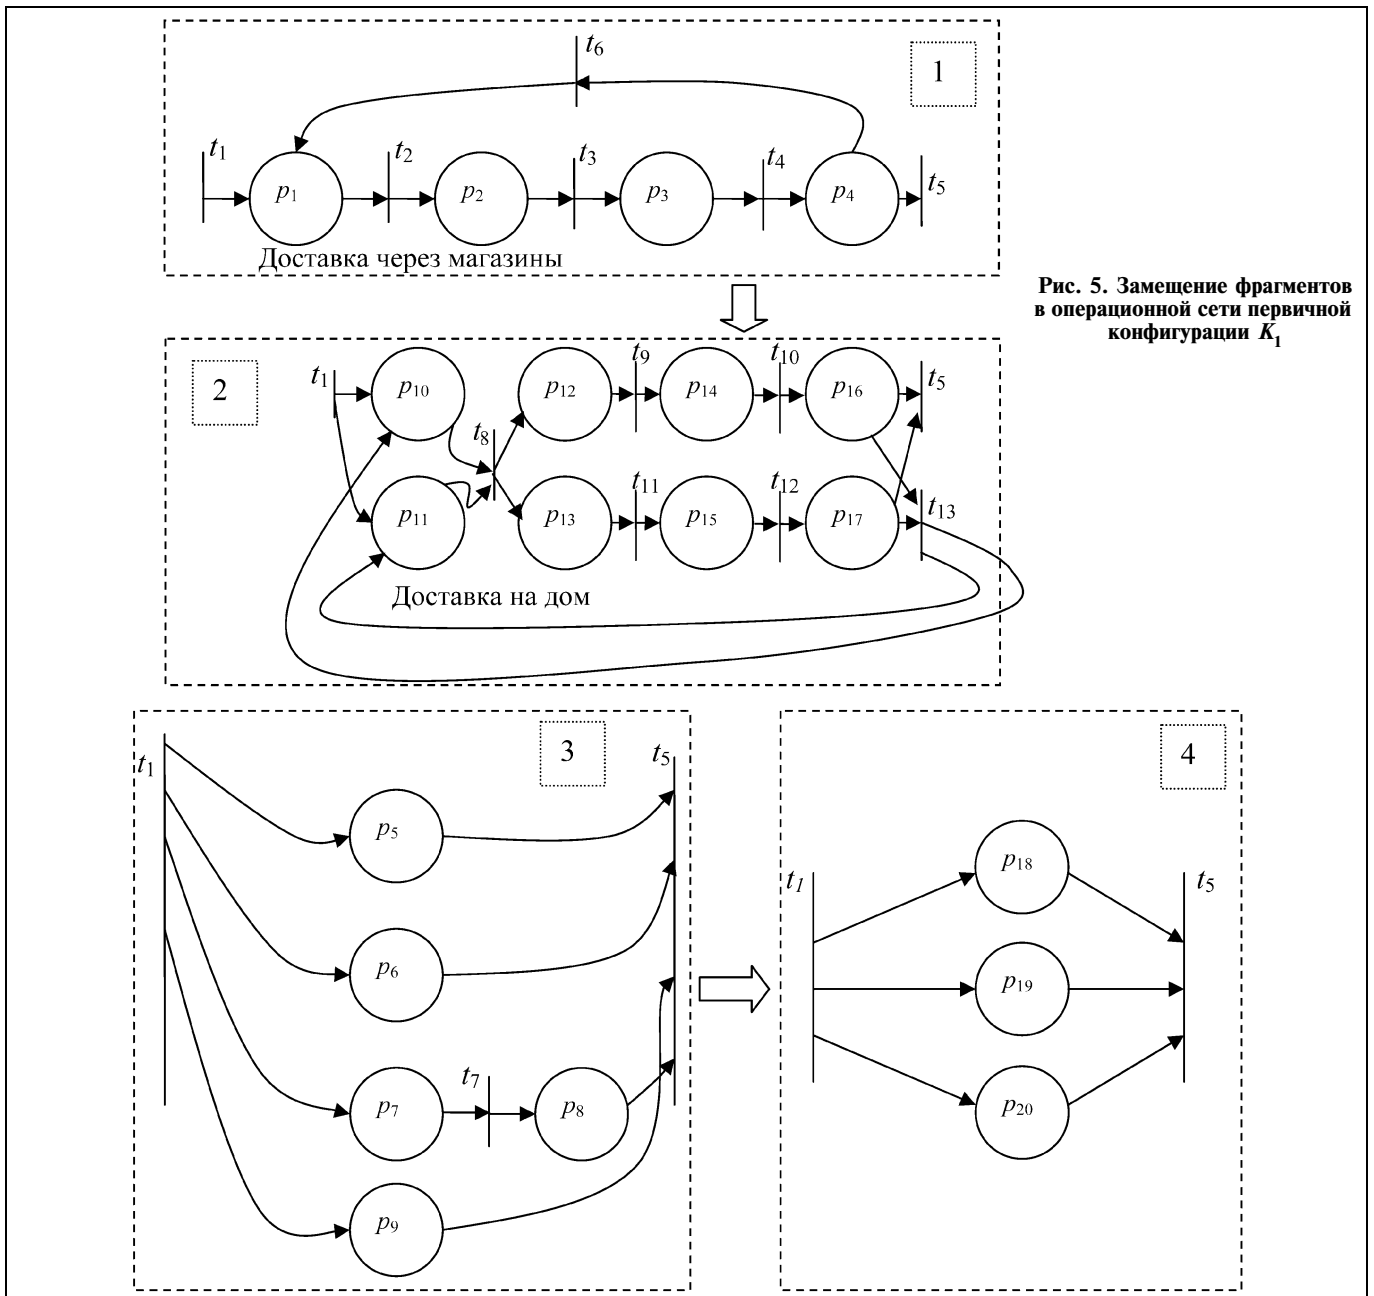 t6
1
t1
t2
t3
t4
t5
p1
p2
p3
p4
Доставка через магазины
Рис. 5. Замещение фрагментов
в операционной сети первичной
конфигурации K1
2
t1
p10
p12
t9
p14
t10
p16
t5
t8
p11
p13
t11
p15
t12
p17
t13
Доставка на дом
3
t1
t5
p5
p6
t7
p7
p8
p9
4
t1
p18
t5
p19
p20